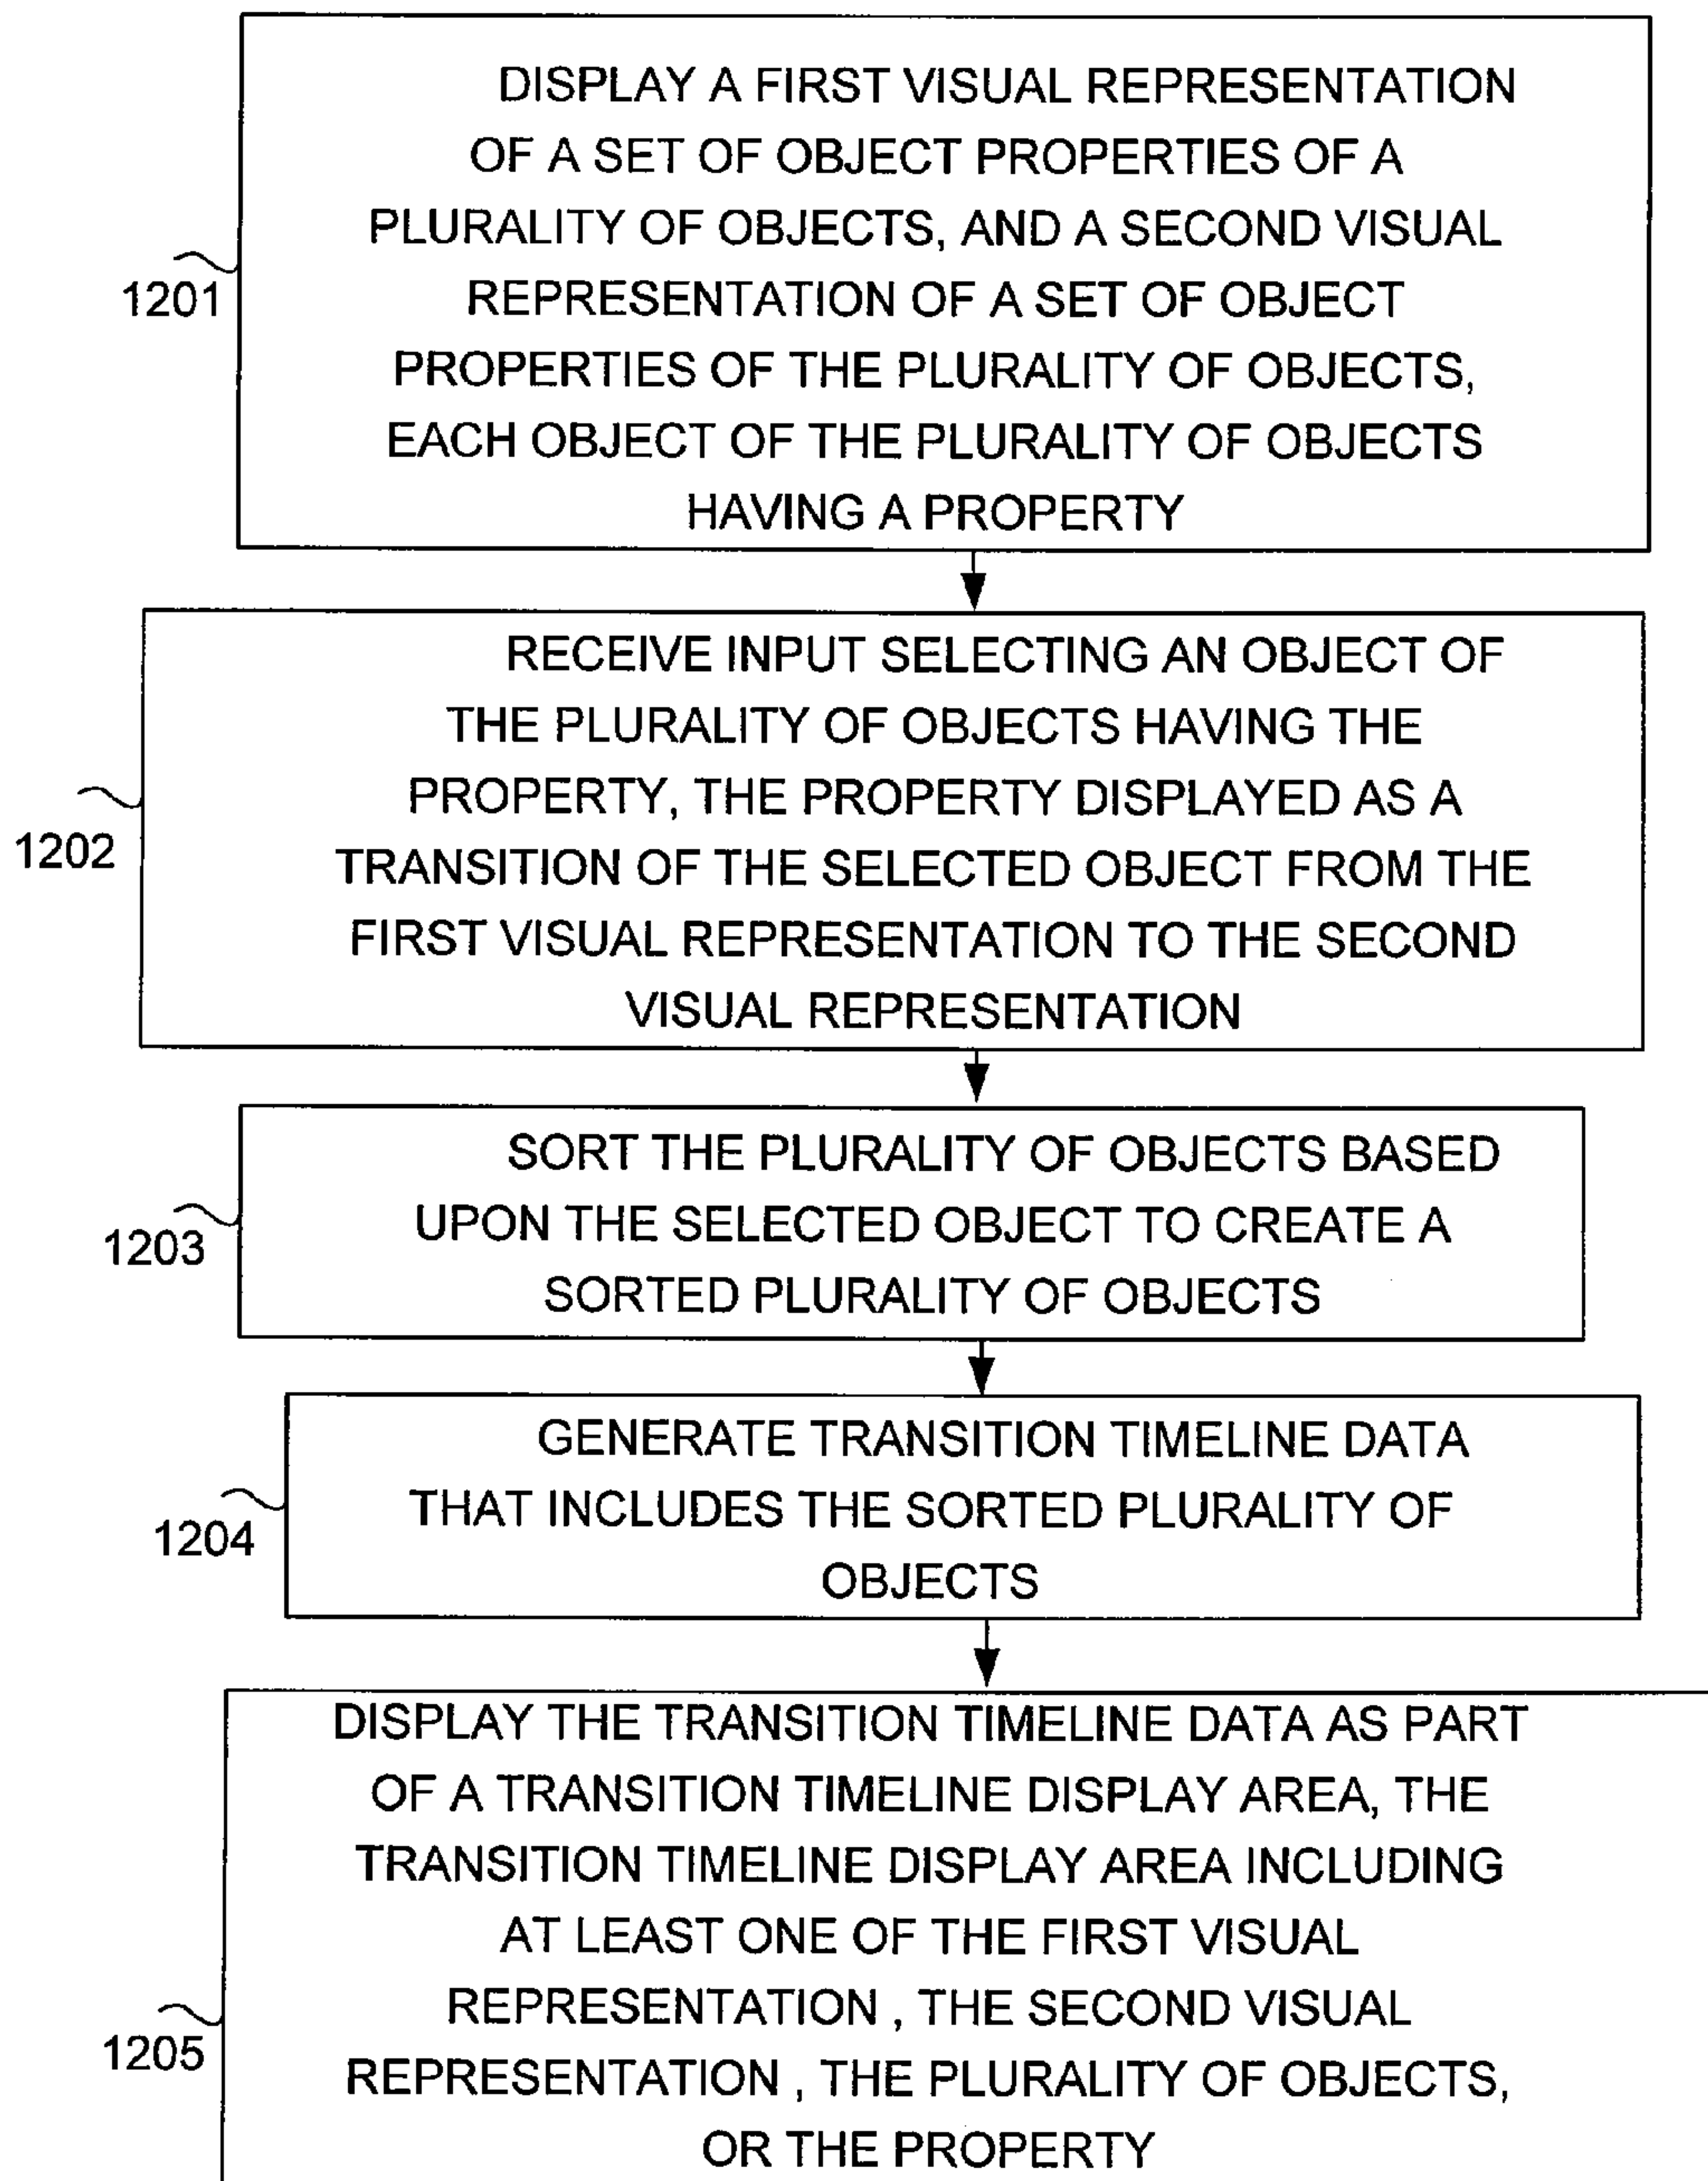 DISPLAY A FIRST VISUAL REPRESENTATION
OF A SET OF OBJECT PROPERTIES OF A
PLURALITY OF OBJECTS, AND A SECOND VISUAL
REPRESENTATION OF A SET OF OBJECT
PROPERTIES OF THE PLURALITY OF OBJECTS,
EACH OBJECT OF THE PLURALITY OF OBJECTS
HAVING A PROPERTY
1201
RECEIVE INPUT SELECTING AN OBJECT OF
THE PLURALITY OF OBJECTS HAVING THE
PROPERTY, THE PROPERTY DISPLAYED AS A
TRANSITION OF THE SELECTED OBJECT FROM THE
FIRST VISUAL REPRESENTATION TO THE SECOND
VISUAL REPRESENTATION
1202
SORT THE PLURALITY OF OBJECTS BASED
UPON THE SELECTED OBJECT TO CREATE A
SORTED PLURALITY OF OBJECTS
1203
GENERATE TRANSITION TIMELINE DATA
THAT INCLUDES THE SORTED PLURALITY OF
OBJECTS
1204
DISPLAY THE TRANSITION TIMELINE DATA AS PART
OF A TRANSITION TIMELINE DISPLAY AREA, THE
TRANSITION TIMELINE DISPLAY AREA INCLUDING
AT LEAST ONE OF THE FIRST VISUAL
REPRESENTATION , THE SECOND VISUAL
REPRESENTATION , THE PLURALITY OF OBJECTS,
OR THE PROPERTY
1205